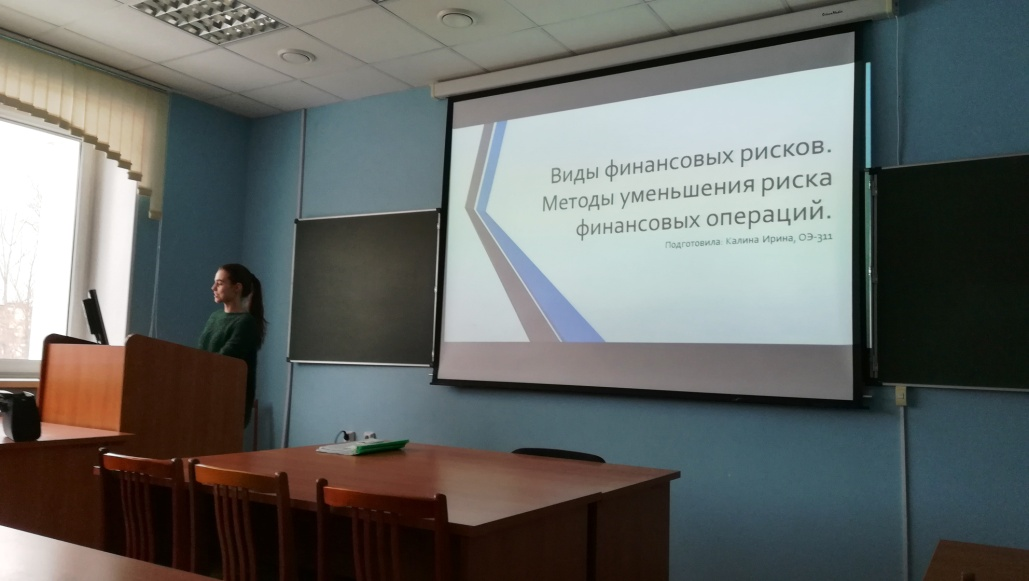 Виды финансовых рисков.
Методы уменьшения риска
финансовых операций.
Подготовила: Калина Ирина, ОЭ-311